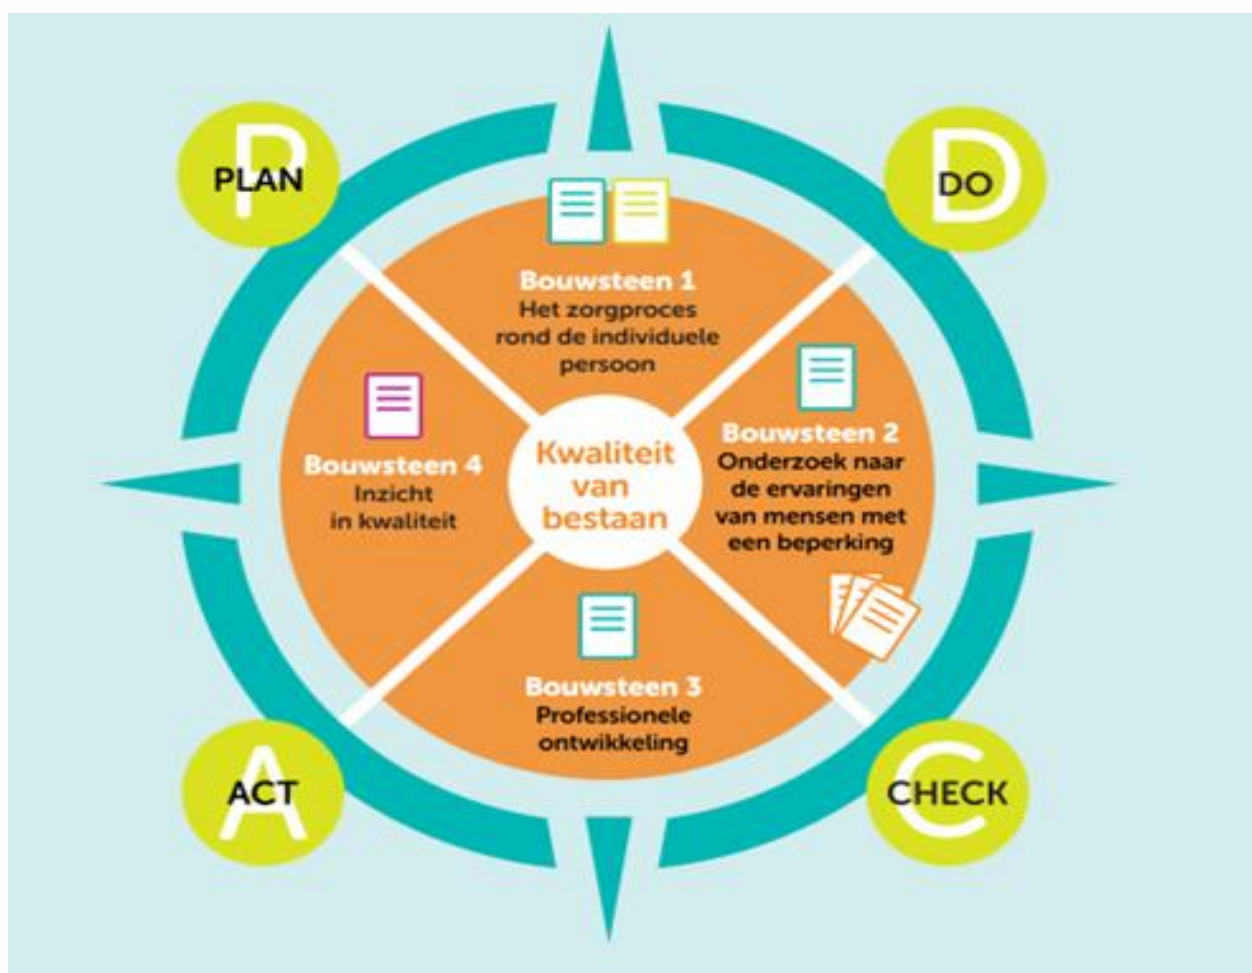 P
PLAN
D
DO
Bouwsteen 1
Het zorgproces
rond de individuele
persoon
Bouwsteen 4
Inzicht
in kwaliteit
Kwaliteit
van
bestaan
Bouwsteen 2
Onderzoek naar
de ervaringen
van mensen met
een beperking
Bouwsteen 3
Professionele
ontwikkeling
A
ACT
C
CHECK